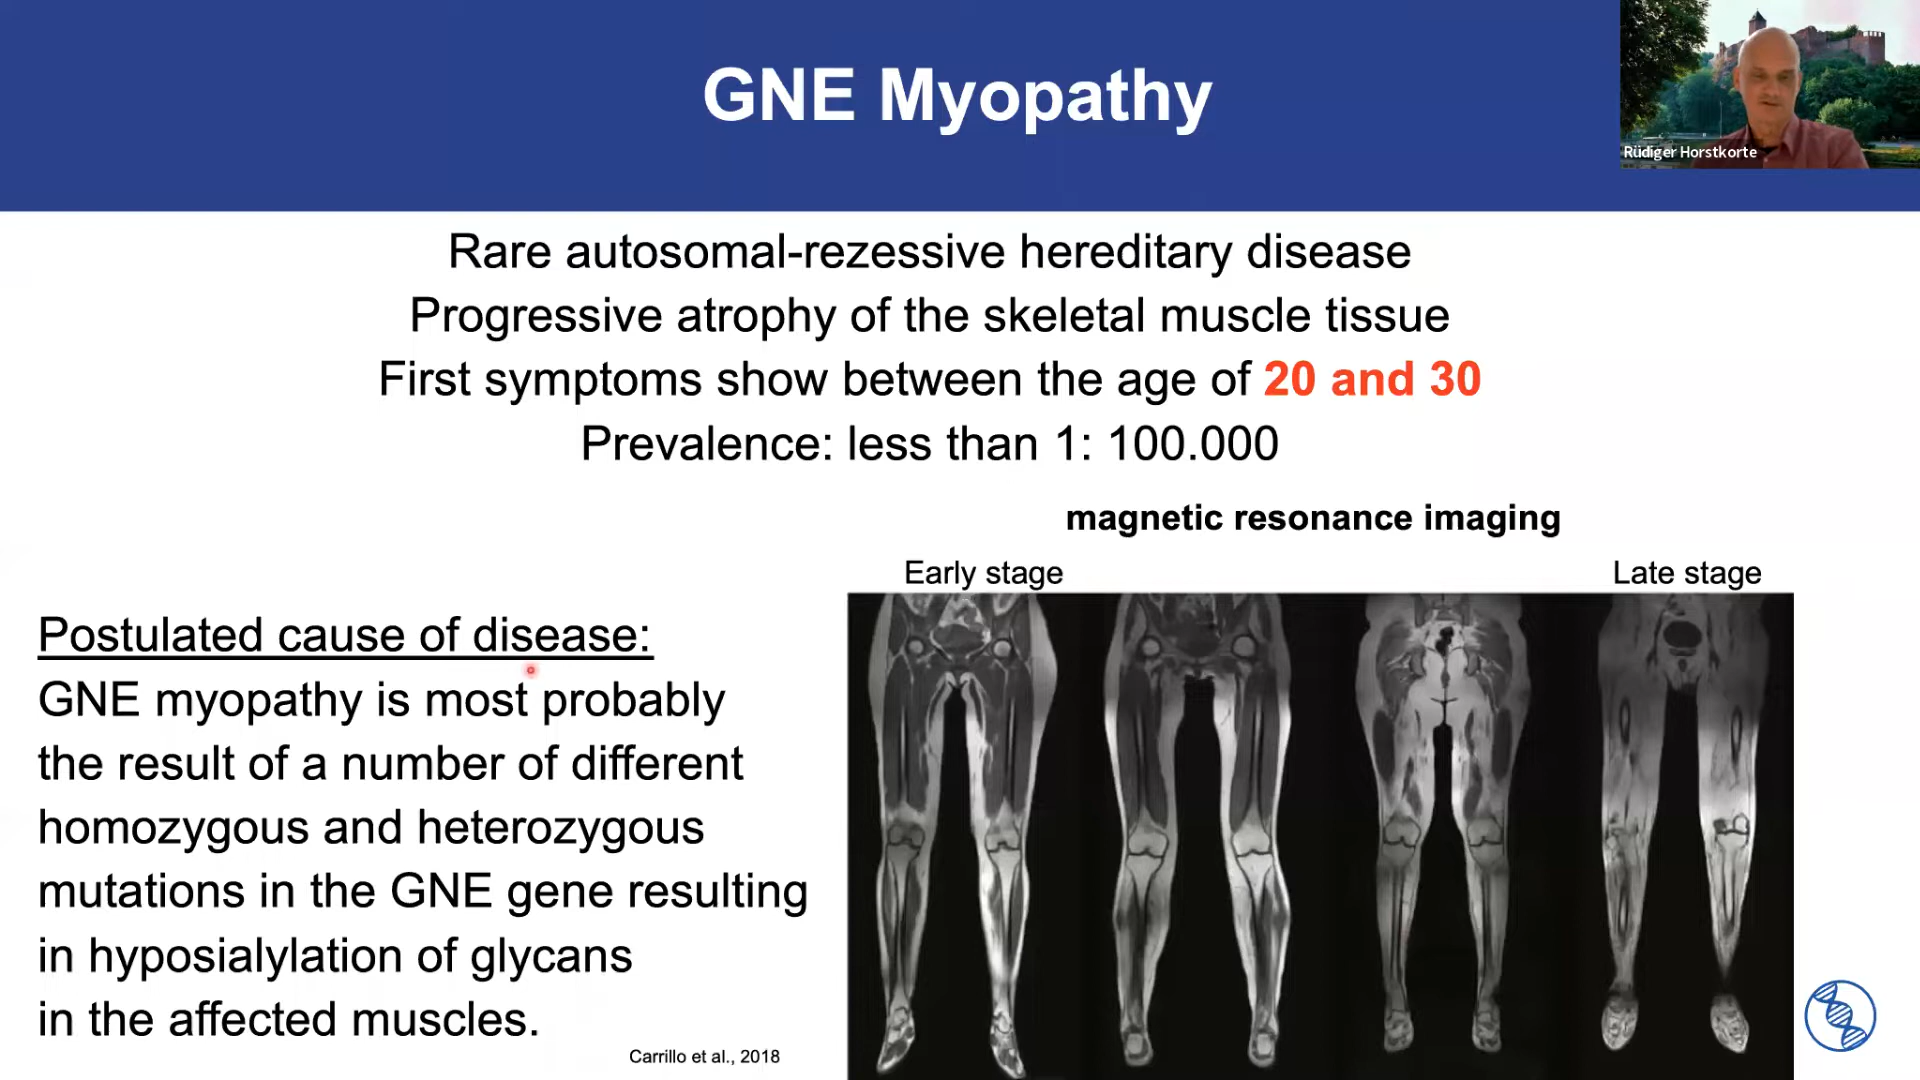 GNE Myopathy
Rüdiger Horstkorte
Rare autosomal-rezessive hereditary disease
Progressive atrophy of the skeletal muscle tissue
First symptoms show between the age of 20 and 30
Prevalence: less than 1: 100.000
magnetic resonance imaging
Early stage
Late stage
Postulated cause of disease:
GNE myopathy is most probably
the result of a number of different
homozygous and heterozygous
mutations in the GNE gene resulting
in hyposialylation of glycans
in the affected muscles.
Carrillo et al., 2018